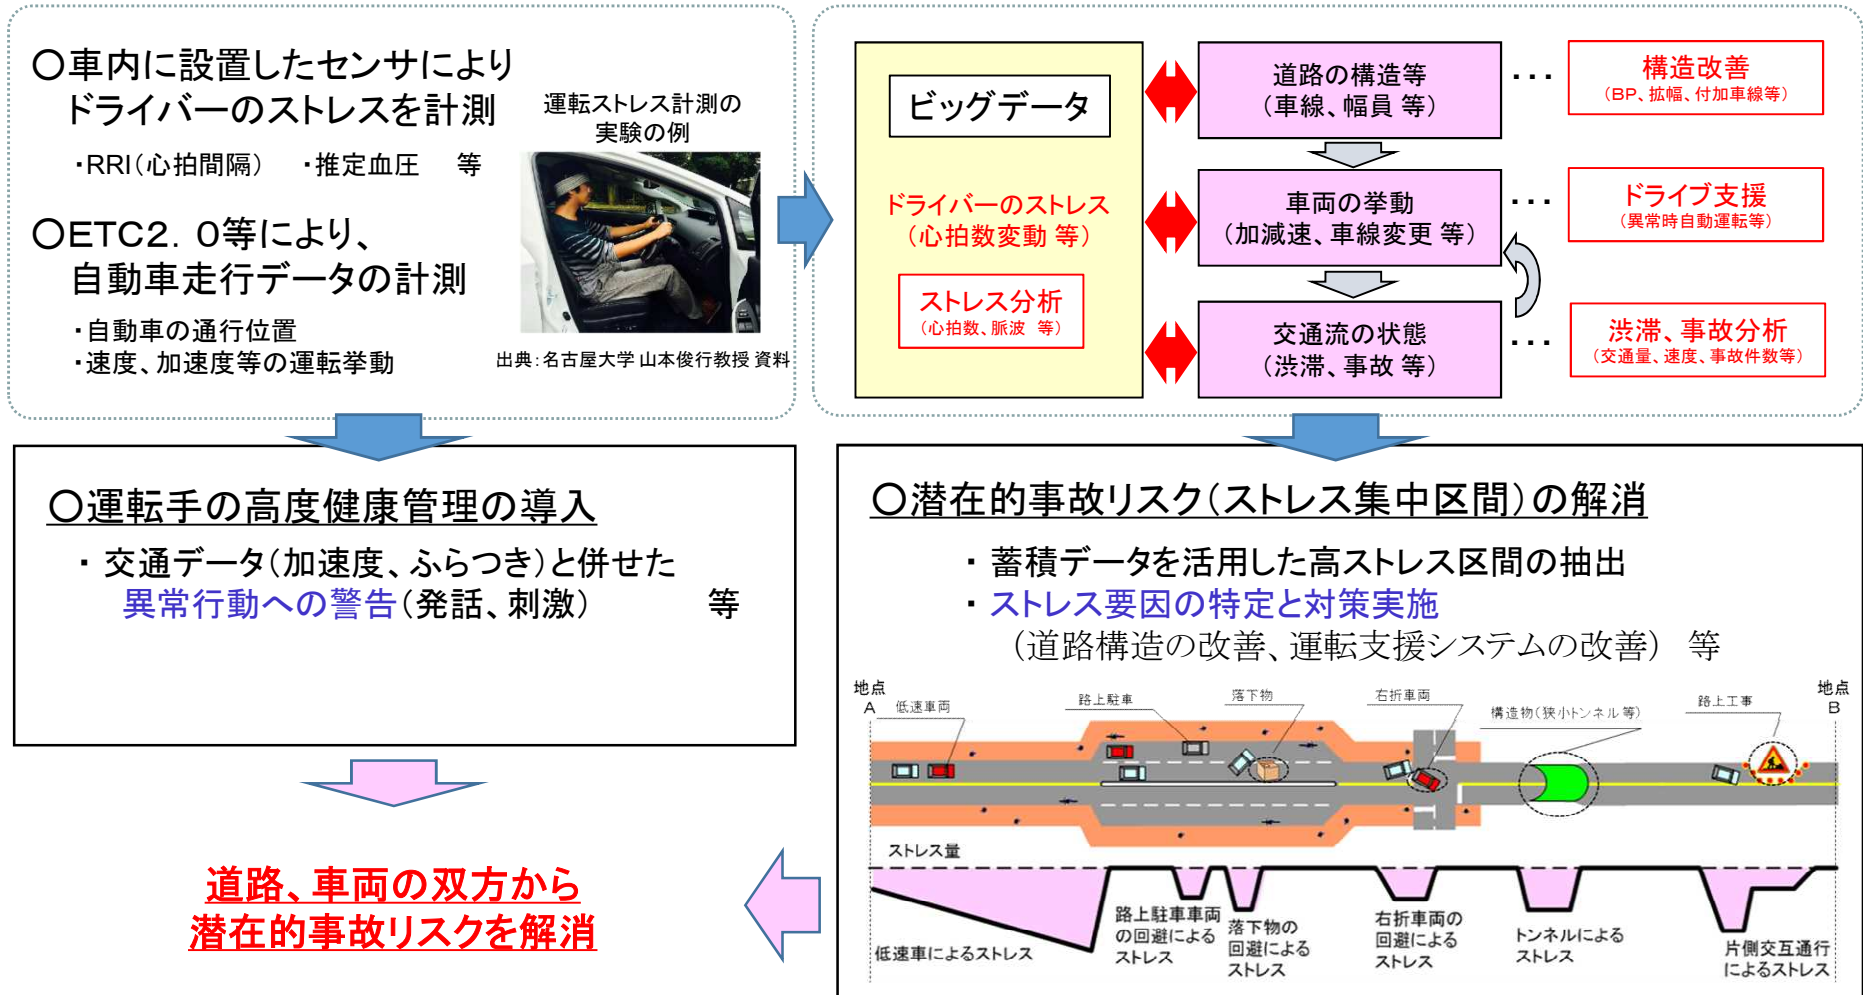 〇車内に設置したセンサにより
ドライバーのストレスを計測
・RRI(心拍間隔) ・推定血圧 等
〇ETC2.0等により、
自動車走行データの計測
・自動車の通行位置
・速度、加速度等の運転挙動
運転ストレス計測の
実験の例
出典:名古屋大学 山本俊行教授 資料
ビッグデータ
ドライバーのストレス
(心拍数変動 等)
ストレス分析
(心拍数、脈波 等)
道路の構造等
(車線、幅員 等)
・・・
構造改善
(BP、拡幅、付加車線等)
車両の挙動
(加減速、車線変更 等)
・・・
ドライブ支援
(異常時自動運転等)
交通流の状態
(渋滞、事故 等)
・・・
渋滞、事故分析
(交通量、速度、事故件数等)
〇運転手の高度健康管理の導入
・ 交通データ(加速度、ふらつき)と併せた
異常行動への警告(発話、刺激) 等
〇潜在的事故リスク(ストレス集中区間)の解消
・ 蓄積データを活用した高ストレス区間の抽出
・ ストレス要因の特定と対策実施
(道路構造の改善、運転支援システムの改善) 等
地点
A
低速車両
路上駐車
落下物
右折車両
構造物(狭小トンネル等)
路上工事
地点
B
ストレス量
低速車によるストレス
路上駐車車両
の回避による
ストレス
落下物の
回避による
ストレス
右折車両の
回避による
ストレス
トンネルによる
ストレス
片側交互通行
によるストレス
道路、車両の双方から
潜在的事故リスクを解消